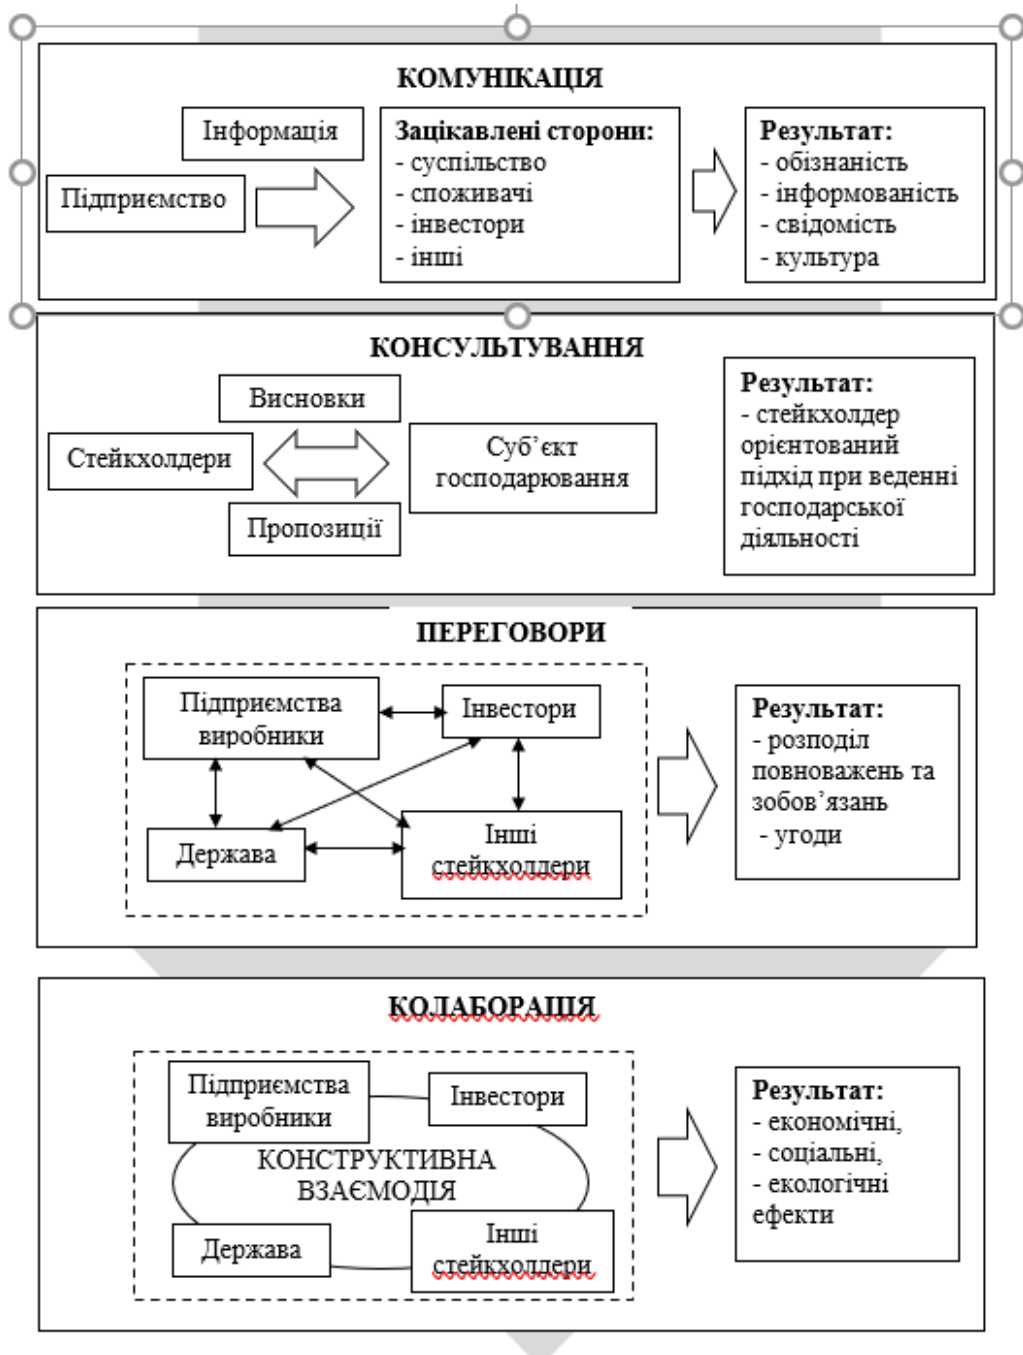 КОМУНІКАЦІЯ
Інформація
Підприємство
Зацікавлені сторони:
- суспільство
- споживачі
- інвестори
- інші
Результат:
- обізнаність
- інформованість
- свідомість
- культура
КОНСУЛЬТУВАННЯ
Висновки
Стейкхолдери
Пропозиції
Суб’єкт
господарювання
Результат:
- стейкхолдер
орієнтований
підхід при веденні
господарської
діяльності
ПЕРЕГОВОРИ
Підприємства
виробники
Інвестори
Держава
Інші
стейкхолдери
Результат:
- розподіл
повноважень та
зобов’язань
- угоди
КОЛАБОРАЦІЯ
Підприємства
виробники
Інвестори
КОНСТРУКТИВНА
ВЗАЄМОДІЯ
Держава
Інші
стейкхолдери
Результат:
- економічні,
- соціальні,
- екологічні
ефекти